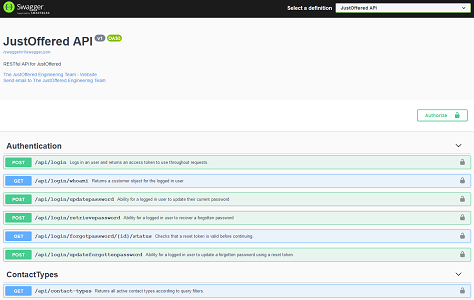 Swagger
Select a definition
JustOffered API
JustOffered API
V1
OAS3
/swagger/v1/swagger.json
RESTful API for JustOffered
The JustOffered Engineering Team - Website
Send email to The JustOffered Engineering Team
Authorize
Authentication
POST /api/login Logs in an user and returns an access token to use throughout requests
GET /api/login/whoami Returns a customer object for the logged in user
POST /api/login/updatepassword Ability for a logged in user to update their current password
POST /api/login/retrievepassword Ability for a logged in user to recover a forgotten password
GET /api/login/forgotpassword/{id}/status Checks that a reset token is valid before continuing
POST /api/login/updateforgottenpassword Ability for a logged in user to update a forgotten password using a reset token
ContactTypes
GET /api/contact-types Returns all active contact types according to query filters